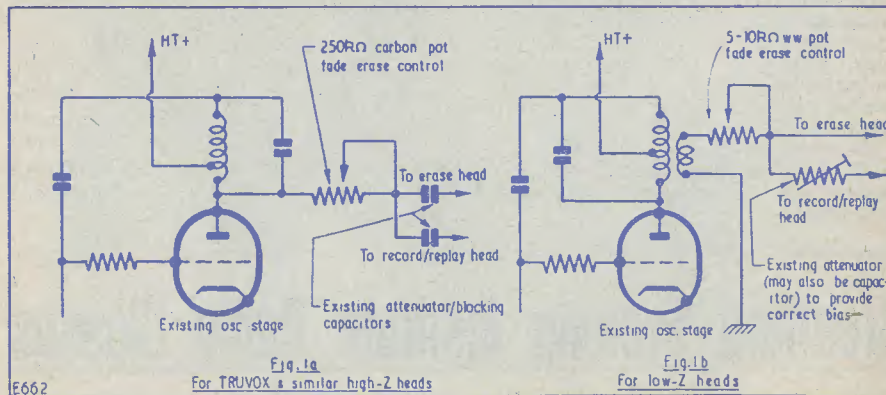 HT+
250RΩ carbon pot
fade erase control
To erase head
To record/replay head
Existing attenuator/blocking
capacitors
Existing osc stage
Fig.1a
For TRUVOX & similar high-Z heads
E662
HT+
5-10RΩ ww pot
fade erase control
To erase head
To record/replay
head
Existing attenuator
(may also be capac-
itor) to provide
correct bias
Existing osc. stage
Fig.1b
For low-Z heads